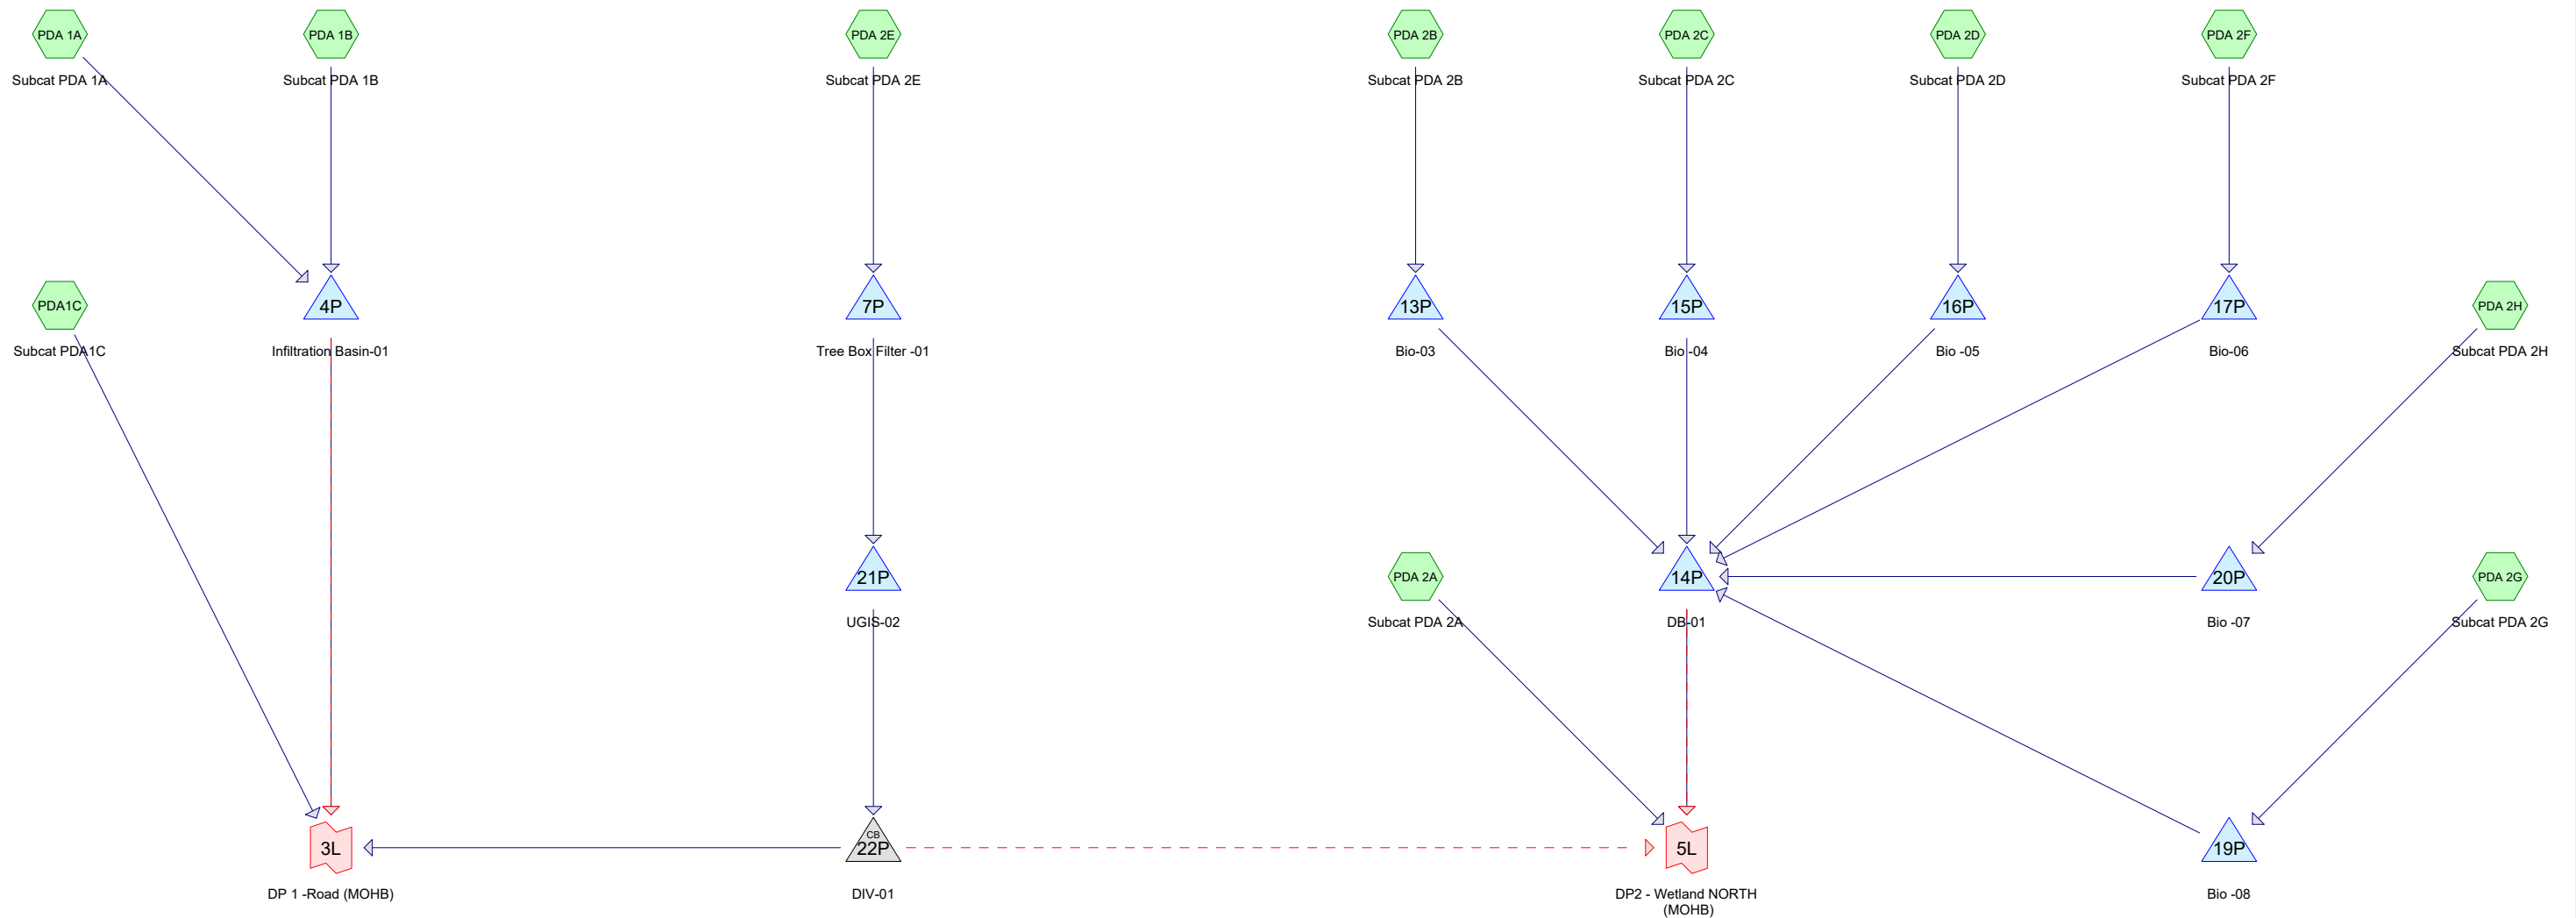 PDA 1A
PDA 1B
PDA 2E
PDA 2B
PDA 2C
PDA 2D
PDA 2F
Subcat PDA 1A
Subcat PDA 1B
Subcat PDA 2E
Subcat PDA 2B
Subcat PDA 2C
Subcat PDA 2D
Subcat PDA 2F
PDA1C
4P
7P
13P
15P
16P
17P
PDA 2H
Subcat PDA1C
Infiltration Basin-01
Tree Box Filter -01
Bio-03
Bio -04
Bio -05
Bio-06
Subcat PDA 2H
21P
PDA 2A
14P
20P
PDA 2G
UGIS-02
Subcat PDA 2A
DB-01
Bio -07
Subcat PDA 2G
3L
CB
22P
5L
19P
DP 1 -Road (MOHB)
DIV-01
DP2 - Wetland NORTH
(MOHB)
Bio -08